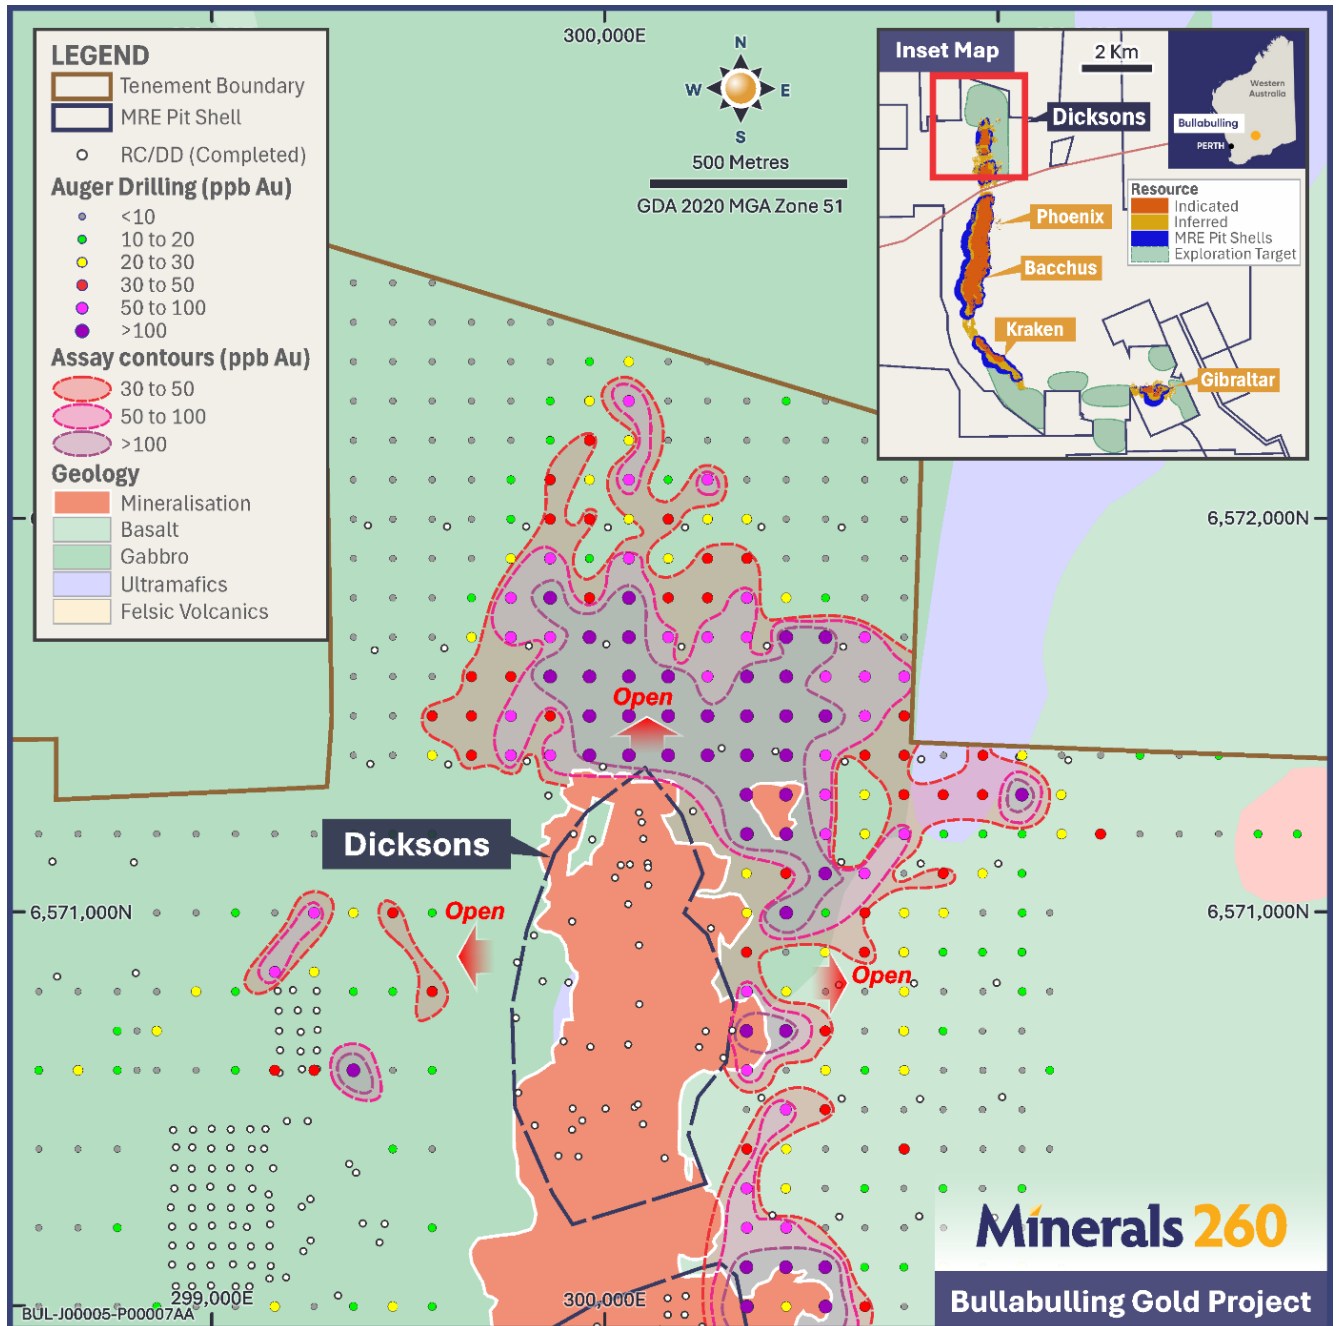 LEGEND
Tenement Boundary
MRE Pit Shell
RC/DD (Completed)
Auger Drilling (ppb Au)
<10
10 to 20
20 to 30
30 to 50
50 to 100
>100
Assay contours (ppb Au)
30 to 50
50 to 100
>100
Geology
Mineralisation
Basalt
Gabbro
Ultramafics
Felsic Volcanics
300,000E
N
W E
S
500 Metres
GDA 2020 MGA Zone 51
Inset Map
2 Km
Western
Australia
Bullabulling
PERTH
Dicksons
Resource
Indicated
Inferred
MRE Pit Shells
Exploration Target
Phoenix
Bacchus
Kraken
Gibraltar
6,572,000N
Open
Dicksons
6,571,000N
Open
6,571,000N
Open
Minerals 260
Bullabulling Gold Project
299,000E
300,000E
BUL-J00005-P00007AA